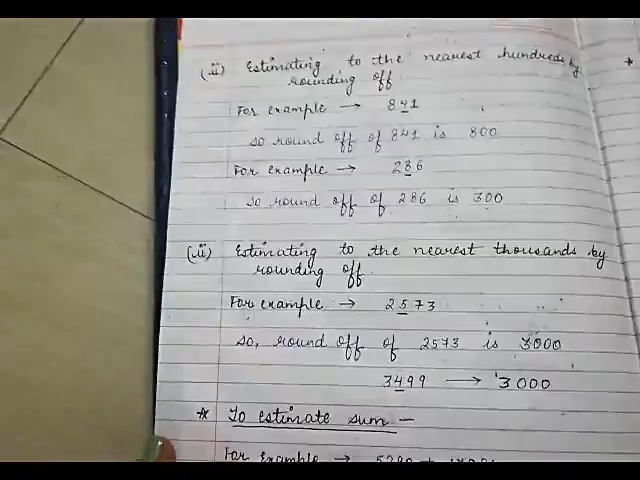 (ii) Estimating to the nearest hundreds by
rounding off
For example → 841
so round off of 841 is 800
For example → 286
so round off of 286 is 300
(iii) Estimating to the nearest thousands by
rounding off.
For example → 2573
so, round off of 2573 is 3000
3499 → 3000
* To estimate sum –
For Example → 5290 +